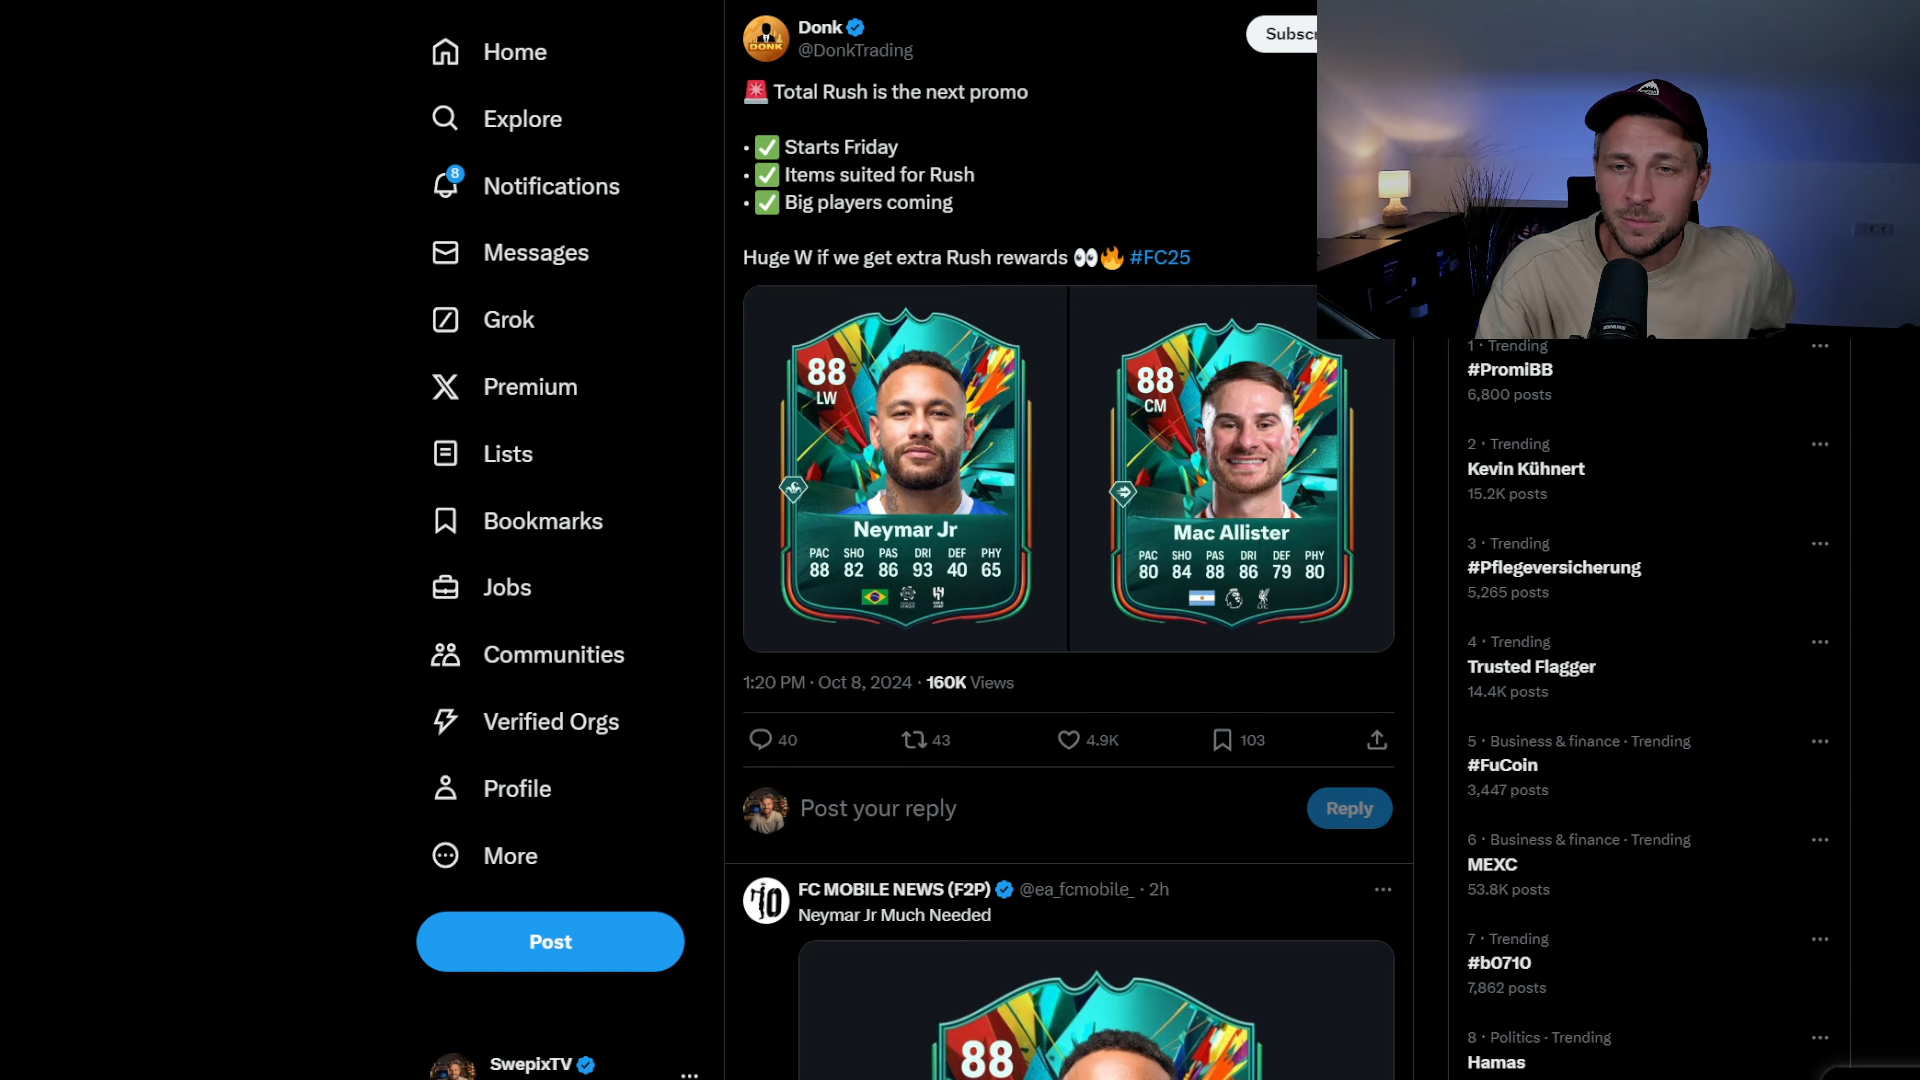 Home
Explore
8
Notifications
Messages
Grok
Premium
Lists
Bookmarks
Jobs
Communities
Verified Orgs
Profile
More
Post
SwepixTV
DONK
Donk
@DonkTrading
Subscr
🚨 Total Rush is the next promo
• ✅ Starts Friday
• ✅ Items suited for Rush
• ✅ Big players coming
Huge W if we get extra Rush rewards 👀🔥 #FC25
88
LW
Neymar Jr
PAC SHO PAS DRI DEF PHY
88 82 86 93 40 65
88
CM
Mac Allister
PAC SHO PAS DRI DEF PHY
80 84 88 86 79 80
1:20 PM · Oct 8, 2024 · 160K Views
40
43
4.9K
103
Post your reply
Reply
FC MOBILE NEWS (F2P) @ea_fcmobile_ · 2h
Neymar Jr Much Needed
88
1 · Trending
#PromiBB
6,800 posts
2 · Trending
Kevin Kühnert
15.2K posts
3 · Trending
#Pflegeversicherung
5,265 posts
4 · Trending
Trusted Flagger
14.4K posts
5 · Business & finance · Trending
#FuCoin
3,447 posts
6 · Business & finance · Trending
MEXC
53.8K posts
7 · Trending
#b0710
7,862 posts
8 · Politics · Trending
Hamas